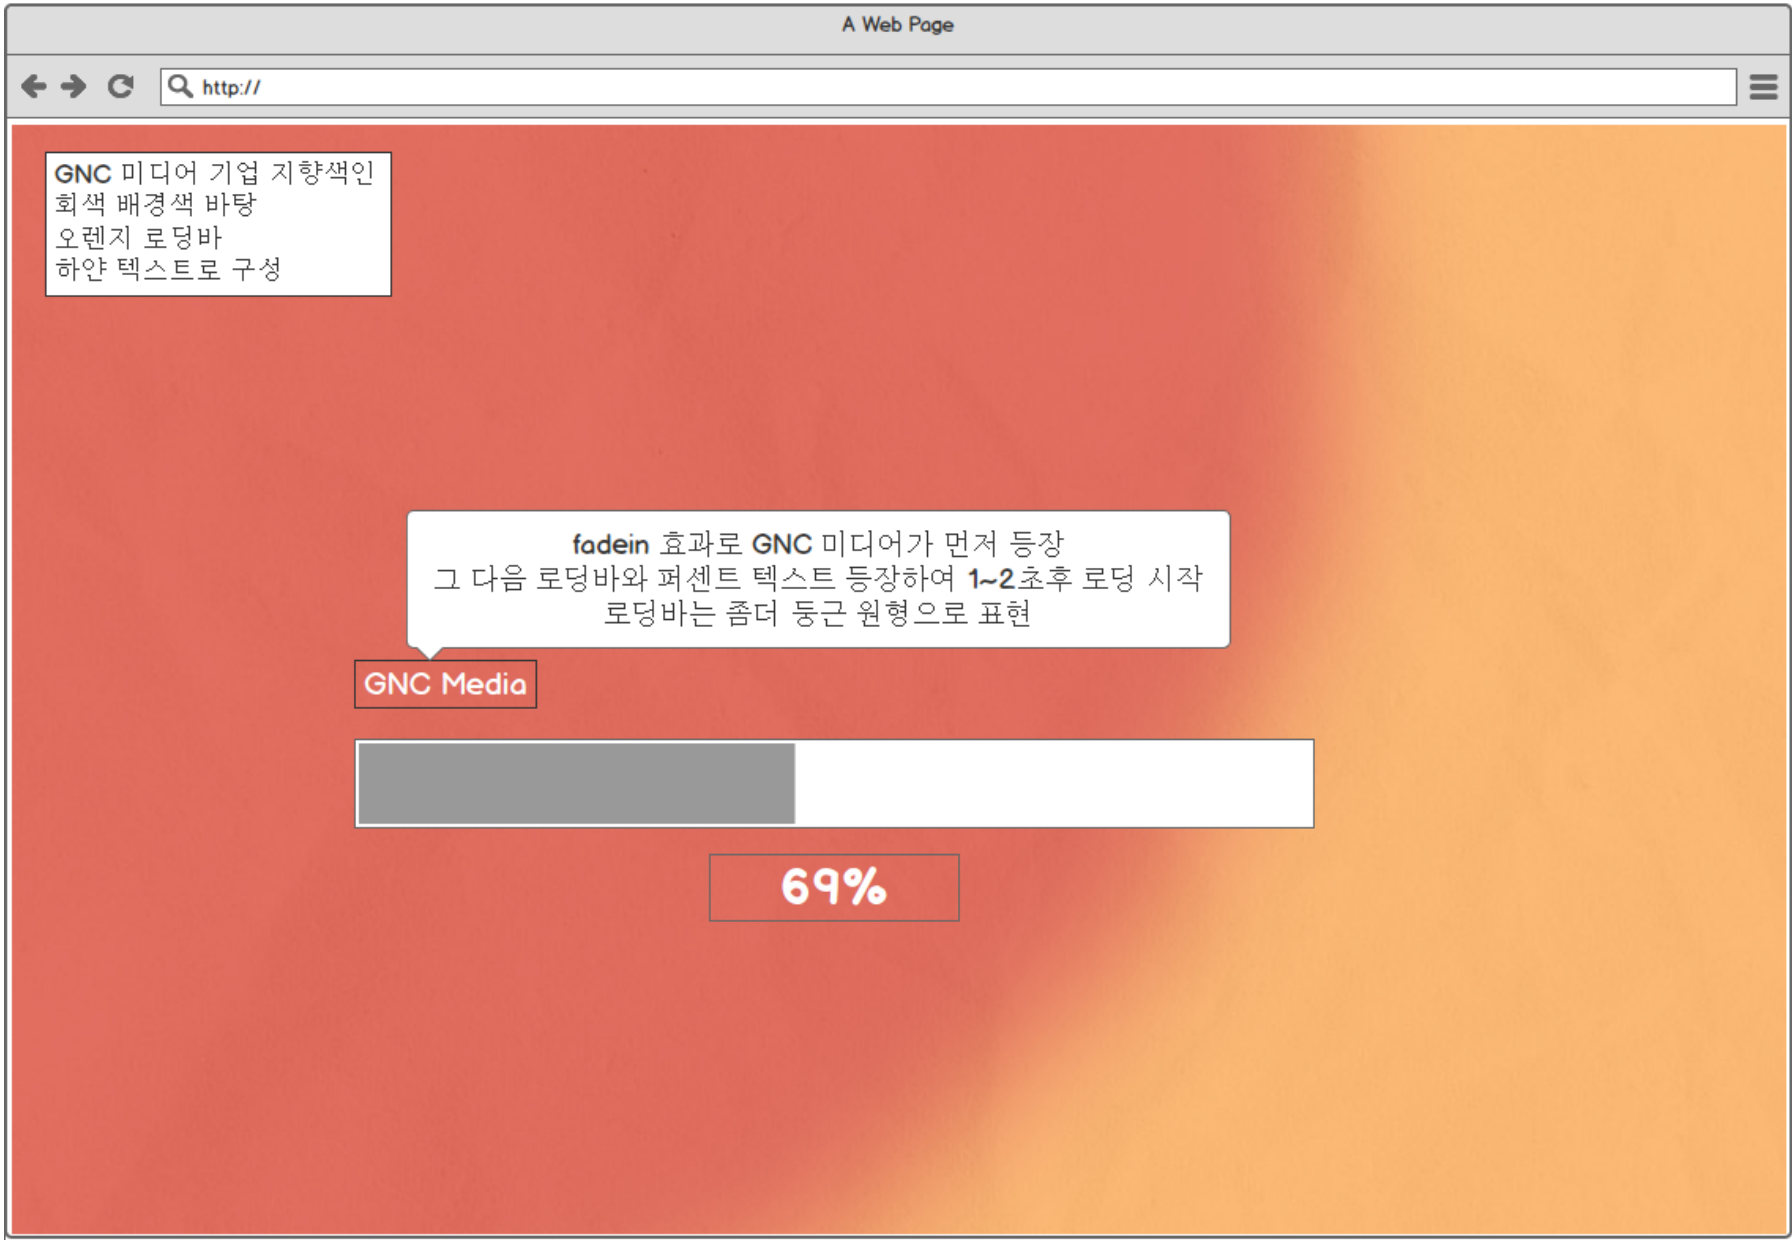 A Web Page
http://
GNC 미디어 기업 지향색인
회색 배경색 바탕
오렌지 로딩바
하얀 텍스트로 구성
fadein 효과로 GNC 미디어가 먼저 등장
그 다음 로딩바와 퍼센트 텍스트 등장하여 1~2초후 로딩 시작
로딩바는 좀더 둥근 원형으로 표현
GNC Media
69%